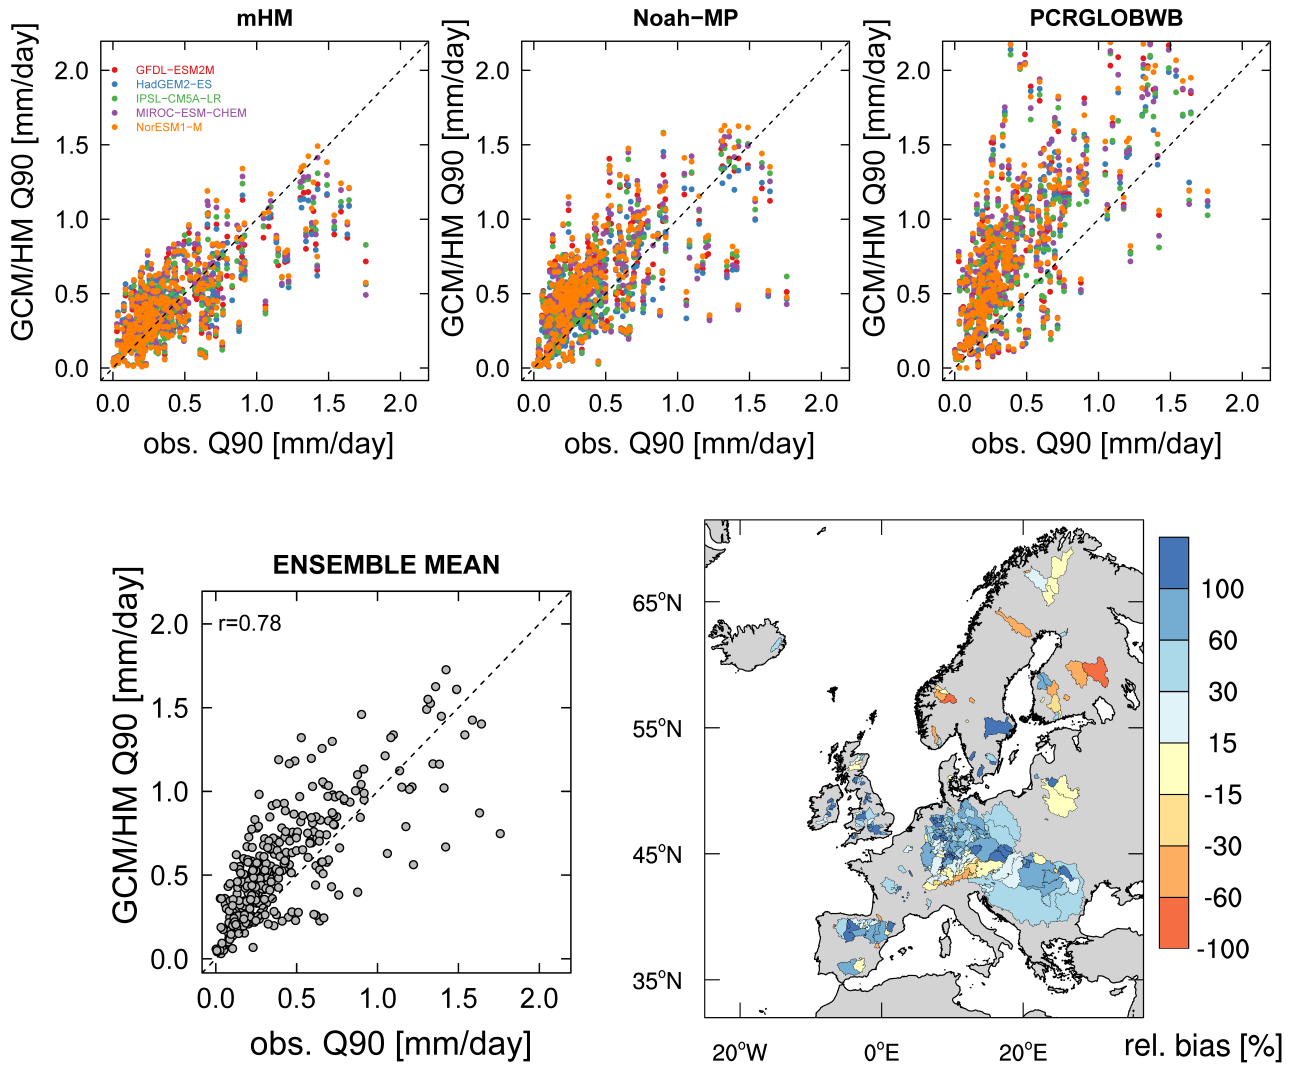 mHM
Noah−MP
PCRGLOBWB
GCM/HM Q90 [mm/day]
2.0
1.5
1.0
0.5
0.0
GFDL−ESM2M
HadGEM2−ES
IPSL−CM5A−LR
MIROC−ESM−CHEM
NorESM1−M
0.0 0.5 1.0 1.5 2.0
obs. Q90 [mm/day]
GCM/HM Q90 [mm/day]
2.0
1.5
1.0
0.5
0.0
0.0 0.5 1.0 1.5 2.0
obs. Q90 [mm/day]
GCM/HM Q90 [mm/day]
2.0
1.5
1.0
0.5
0.0
0.0 0.5 1.0 1.5 2.0
obs. Q90 [mm/day]
ENSEMBLE MEAN
GCM/HM Q90 [mm/day]
r=0.78
2.0
1.5
1.0
0.5
0.0
0.0 0.5 1.0 1.5 2.0
obs. Q90 [mm/day]
65°N
55°N
45°N
35°N
20°W 0°E 20°E
100
60
30
15
-15
-30
-60
-100
rel. bias [%]